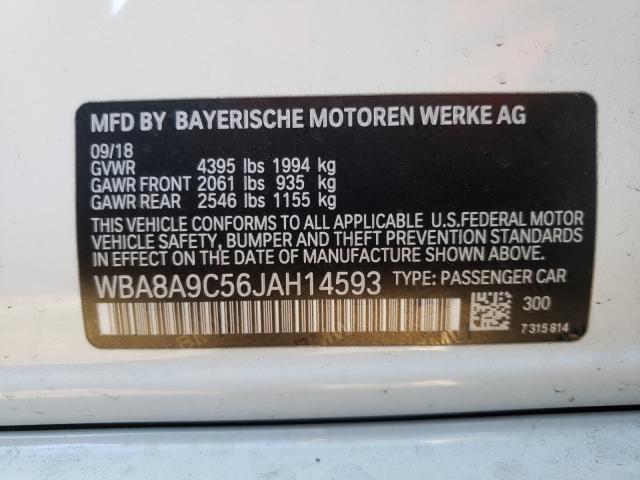 MFD BY BAYERISCHE MOTOREN WERKE AG
09/18
GVWR 4395 lbs 1994 kg
GAWR FRONT 2061 lbs 935 kg
GAWR REAR 2546 lbs 1155 kg
THIS VEHICLE CONFORMS TO ALL APPLICABLE U.S.FEDERAL MOTOR
VEHICLE SAFETY, BUMPER AND THEFT PREVENTION STANDARDS
IN EFFECT ON THE DATE OF MANUFACTURE SHOWN ABOVE.
WBA8A9C56JAH14593 TYPE: PASSENGER CAR
300
7 315 814